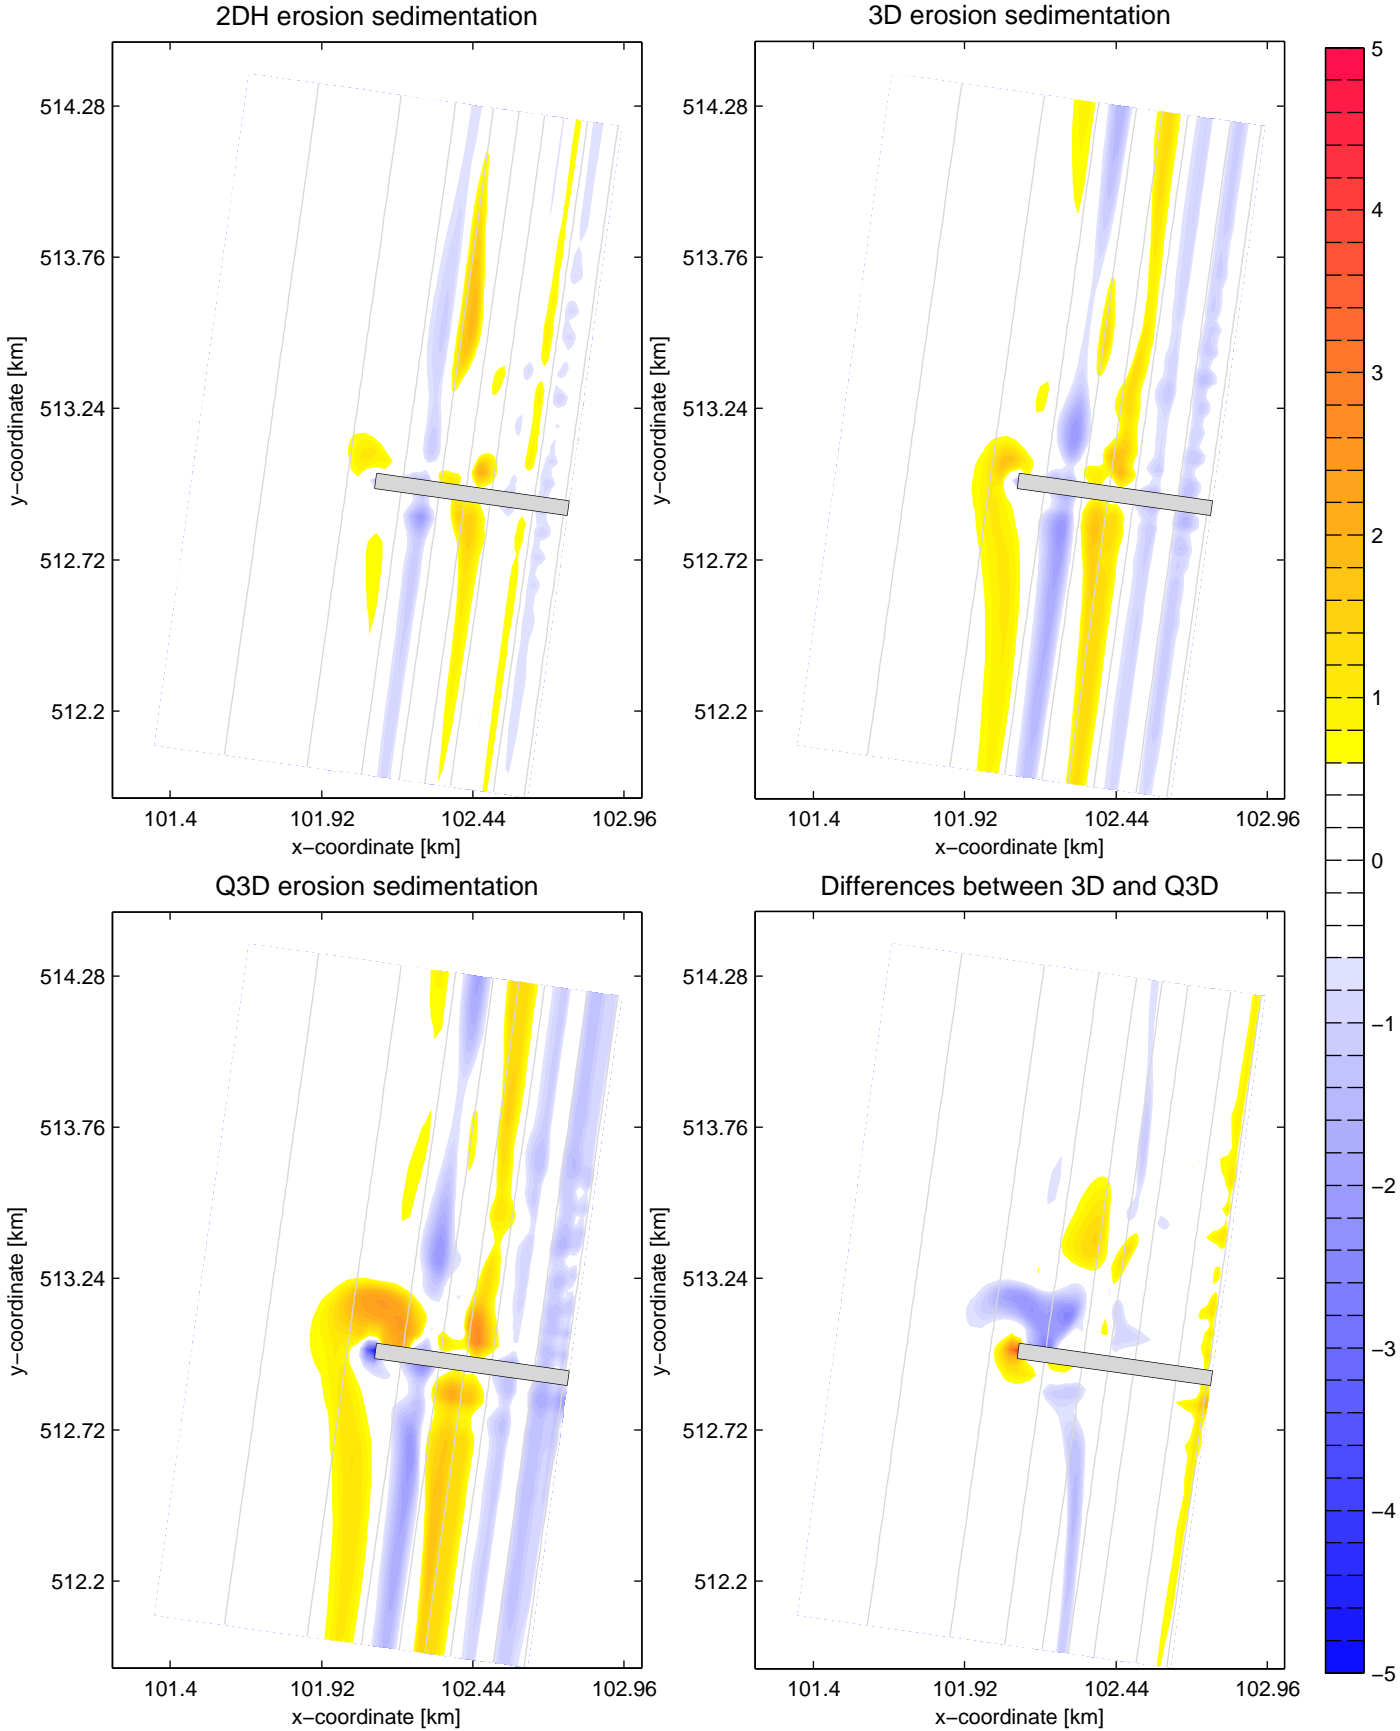 2DH erosion sedimentation
514.28
513.76
513.24
512.72
512.2
y−coordinate [km]
101.4 101.92 102.44 102.96
x−coordinate [km]
3D erosion sedimentation
514.28
513.76
513.24
512.72
512.2
y−coordinate [km]
101.4 101.92 102.44 102.96
x−coordinate [km]
Q3D erosion sedimentation
514.28
513.76
513.24
512.72
512.2
y−coordinate [km]
101.4 101.92 102.44 102.96
x−coordinate [km]
Differences between 3D and Q3D
514.28
513.76
513.24
512.72
512.2
y−coordinate [km]
101.4 101.92 102.44 102.96
x−coordinate [km]
5
4
3
2
1
0
−1
−2
−3
−4
−5